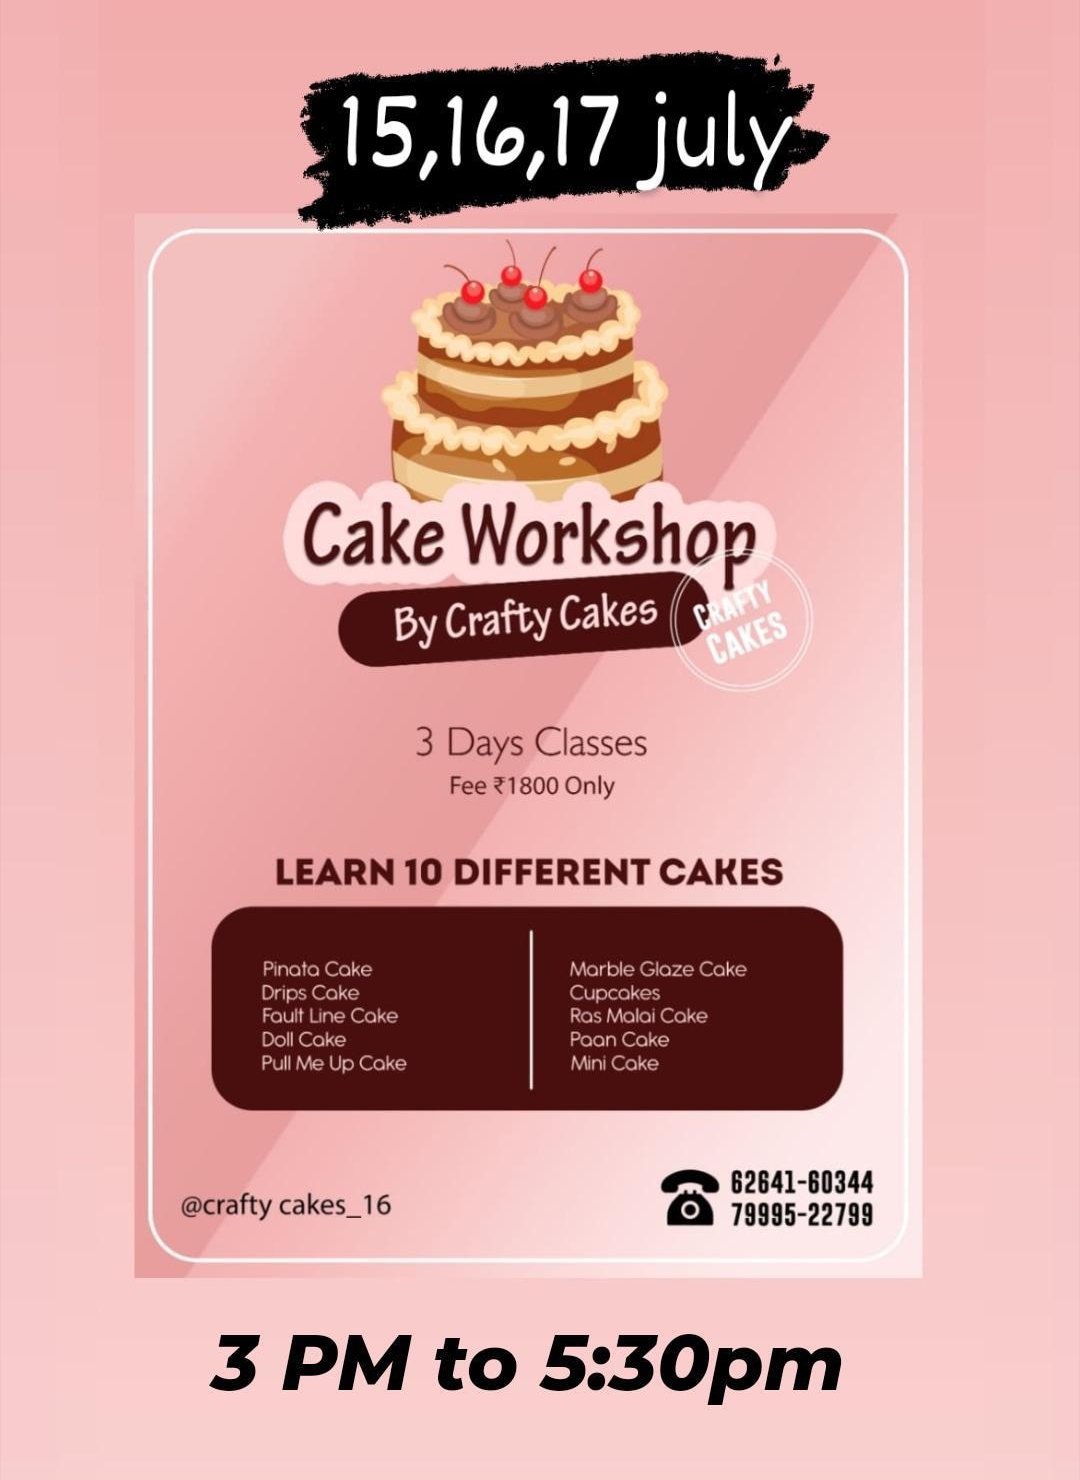 15,16,17 july
Cake Workshop
By Crafty Cakes
CRAFTY
CAKES
3 Days Classes
Fee ₹1800 Only
LEARN 10 DIFFERENT CAKES
Pinata Cake
Drips Cake
Fault Line Cake
Doll Cake
Pull Me Up Cake
Marble Glaze Cake
Cupcakes
Ras Malai Cake
Paan Cake
Mini Cake
@crafty cakes_16
62641-60344
79995-22799
3 PM to 5:30pm